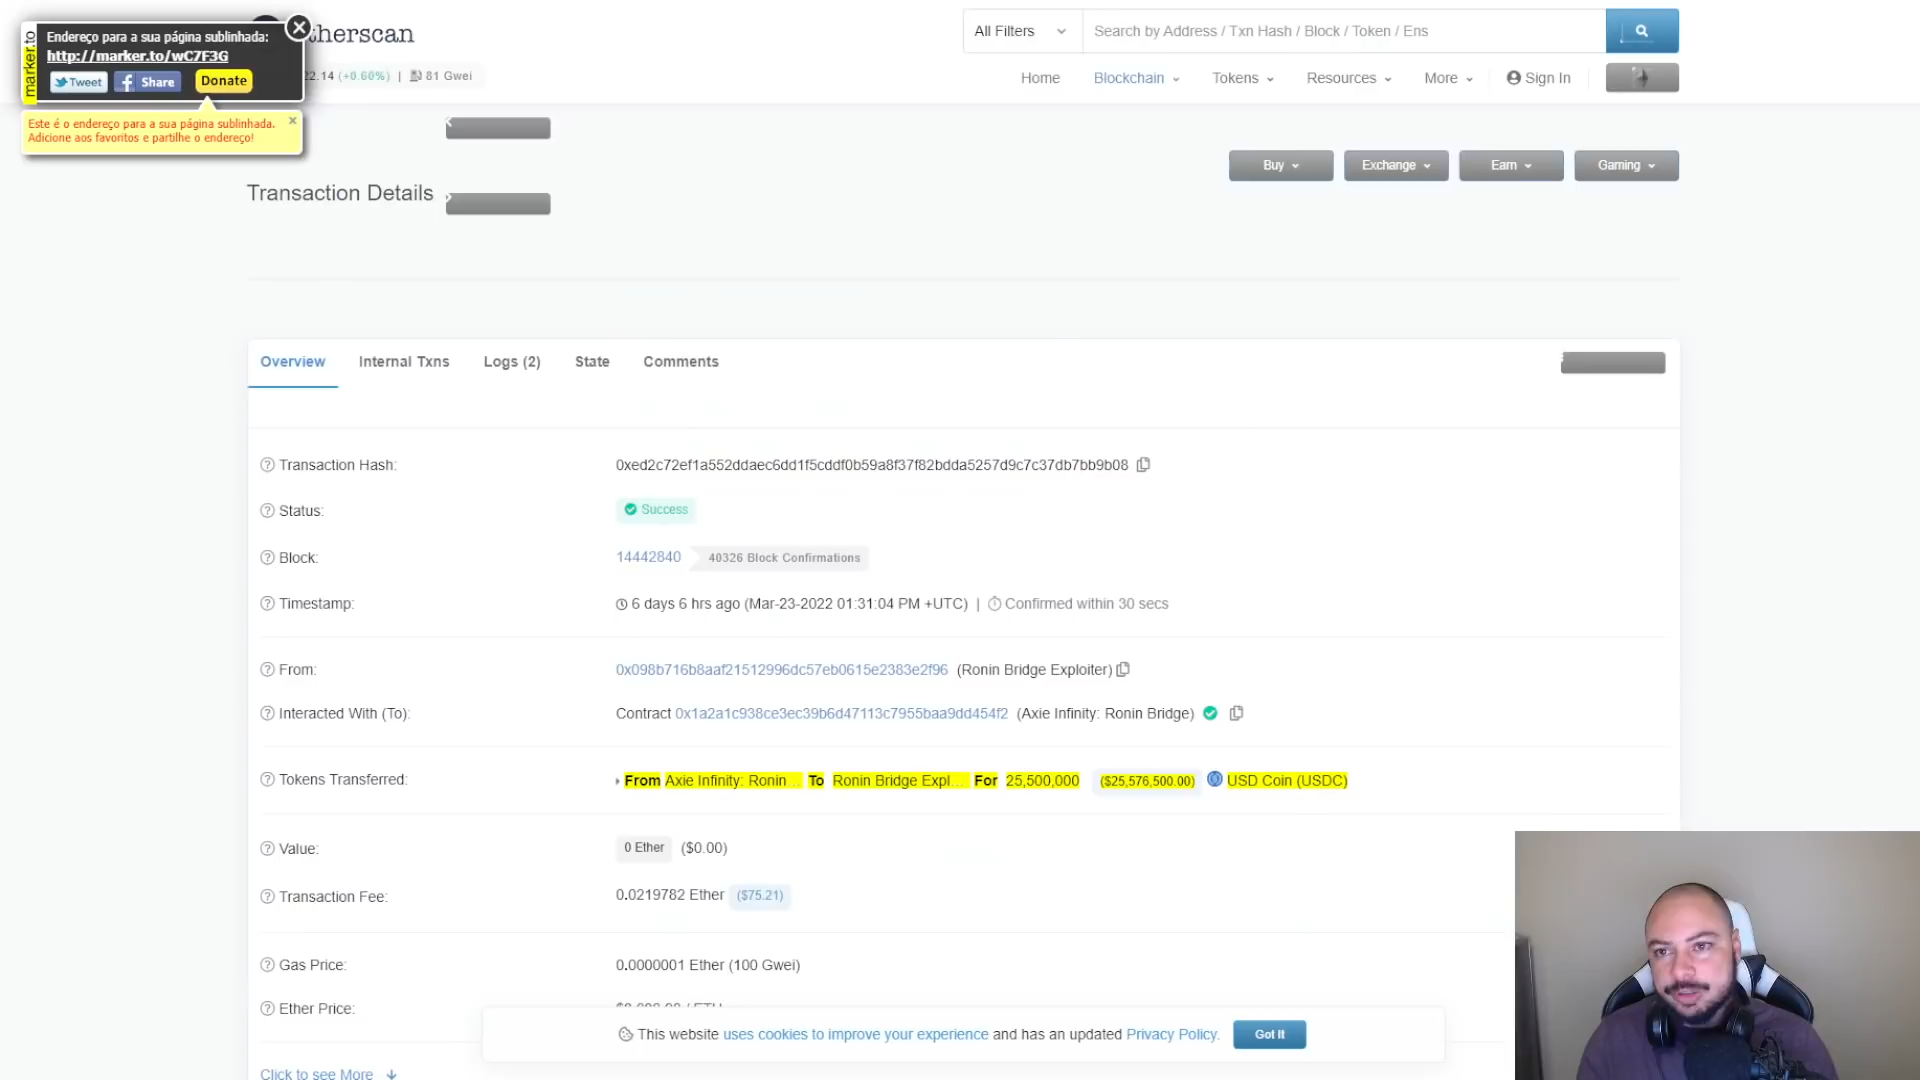 marker.to
Endereço para a sua página sublinhada:
http://marker.to/wC7F3G
Tweet
Share
Donate
Este é o endereço para a sua página sublinhada.
Adicione aos favoritos e partilhe o endereço!
therscan
2.14 (+0.60%) | 81 Gwei
All Filters
Search by Address / Txn Hash / Block / Token / Ens
Home
Blockchain
Tokens
Resources
More
Sign In
Buy
Exchange
Earn
Gaming
Transaction Details
Overview
Internal Txns
Logs (2)
State
Comments
Transaction Hash:
0xed2c72ef1a552ddaec6dd1f5cddf0b59a8f37f82bdda5257d9c7c37db7bb9b08
Status:
Success
Block:
14442840
40326 Block Confirmations
Timestamp:
6 days 6 hrs ago (Mar-23-2022 01:31:04 PM +UTC) | Confirmed within 30 secs
From:
0x098b716b8aaf21512996dc57eb0615e2383e2f96 (Ronin Bridge Exploiter)
Interacted With (To):
Contract 0x1a2a1c938ce3ec39b6d47113c7955baa9dd454f2 (Axie Infinity: Ronin Bridge)
Tokens Transferred:
From Axie Infinity: Ronin ... To Ronin Bridge Expl... For 25,500,000 ($25,576,500.00) USD Coin (USDC)
Value:
0 Ether ($0.00)
Transaction Fee:
0.0219782 Ether ($75.21)
Gas Price:
0.0000001 Ether (100 Gwei)
Ether Price:
/ ETH
This website uses cookies to improve your experience and has an updated Privacy Policy.
Got It
Click to see More